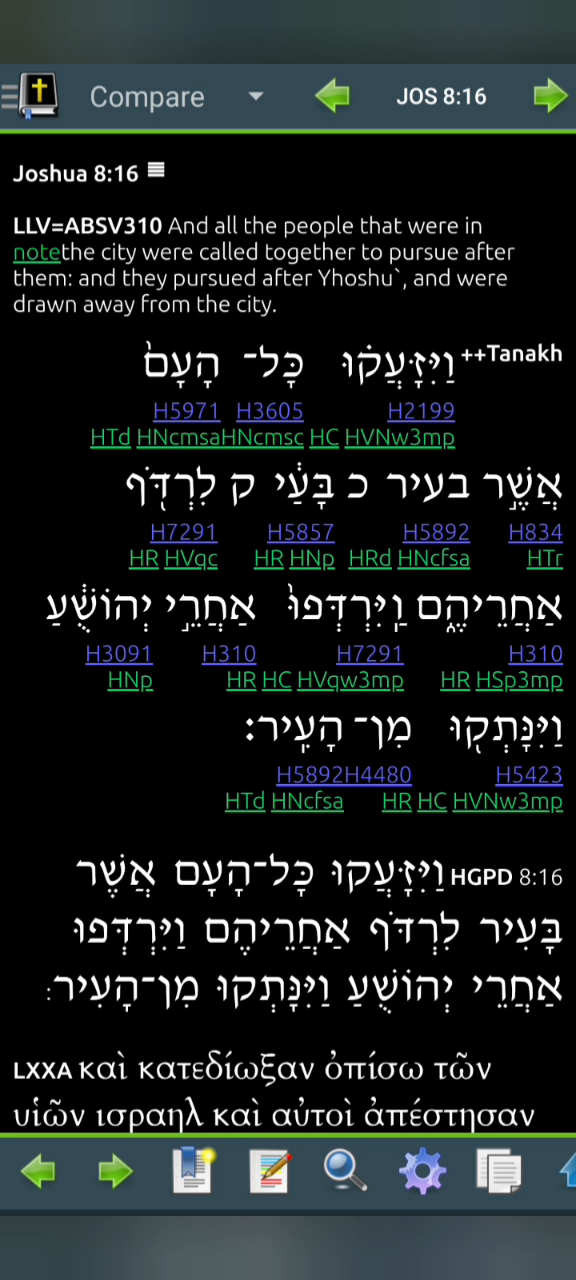 Compare
JOS 8:16
Joshua 8:16
LLV=ABSV310 And all the people that were in
notethe city were called together to pursue after
them: and they pursued after Yhoshu`, and were
drawn away from the city.
++Tanakh וַיִּזָּעֲק֗וּ כָּל־ הָעָם֙
H5971 H3605 H2199
HTd HNcmsaHNcmsc HC HVNw3mp
אֲשֶׁ֣ר בעיר כ בָּעַ֔י ק לִרְדֹּ֖ף
H7291 H5857 H5892 H834
HR HVqc HR HNp HRd HNcfsa HTr
אַחֲרֵיהֶ֑ם וַֽיִּרְדְּפוּ֙ אַחֲרֵ֣י יְהוֹשֻׁ֔עַ
H3091 H310 H7291 H310
HNp HR HC HVqw3mp HR HSp3mp
וַיִּנָּתְק֖וּ מִן־ הָעִֽיר׃
H5892H4480 H5423
HTd HNcfsa HR HC HVNw3mp
HGPD 8:16 וַיִּזָּעֲקוּ כָּל־הָעָם אֲשֶׁר
בָּעִיר לִרְדֹּף אַחֲרֵיהֶם וַיִּרְדְּפוּ
אַחֲרֵי יְהוֹשֻׁעַ וַיִּנָּתְקוּ מִן־הָעִיר׃
LXXA καὶ κατεδίωξαν ὀπίσω τῶν
υἱῶν ισραηλ καὶ αὐτοὶ ἀπέστησαν